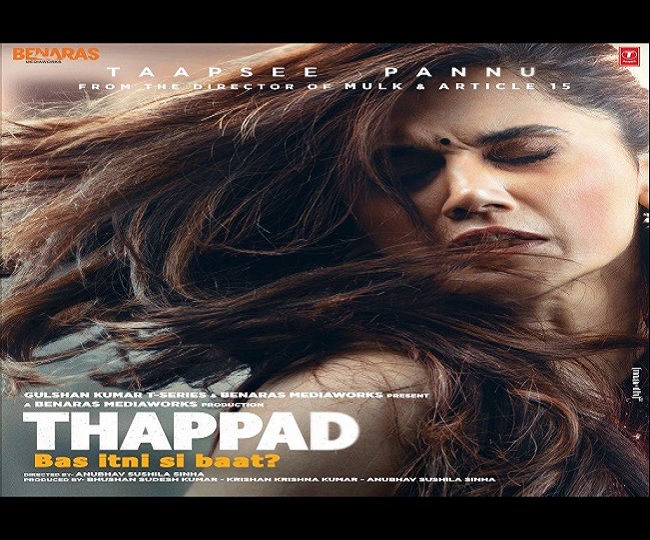 BENARAS
MEDIAWORKS
T-SERIES
TAAPSEE PANNU
FROM THE DIRECTOR OF MULK & ARTICLE 15
GULSHAN KUMAR T-SERIES & BENARAS MEDIAWORKS PRESENT
A BENARAS MEDIAWORKS PRODUCTION
THAPPAD
Bas itni si baat?
DIRECTED BY- ANUBHAV SUSHILA SINHA
PRODUCED BY- BHUSHAN SUDESH KUMAR - KRISHAN KRISHNA KUMAR - ANUBHAV SUSHILA SINHA